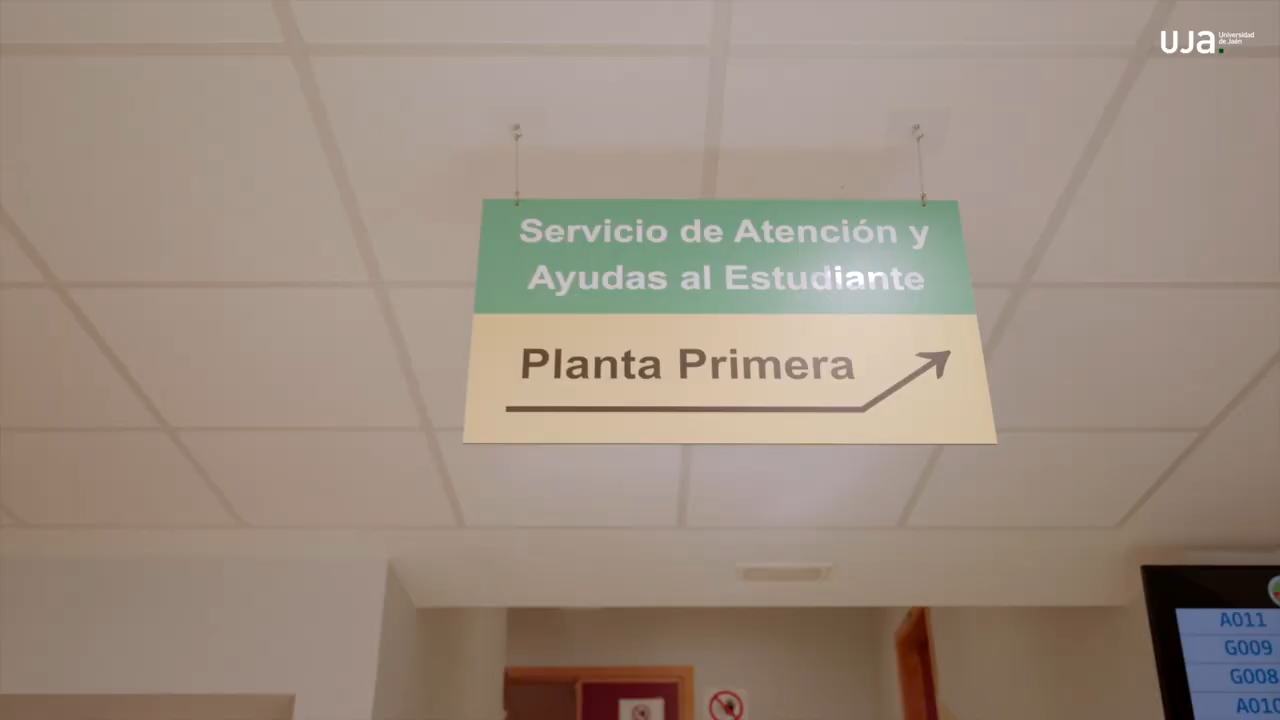 uja.
Universidad
de Jaén
Servicio de Atención y
Ayudas al Estudiante
Planta Primera
A011
G009
G008
A010